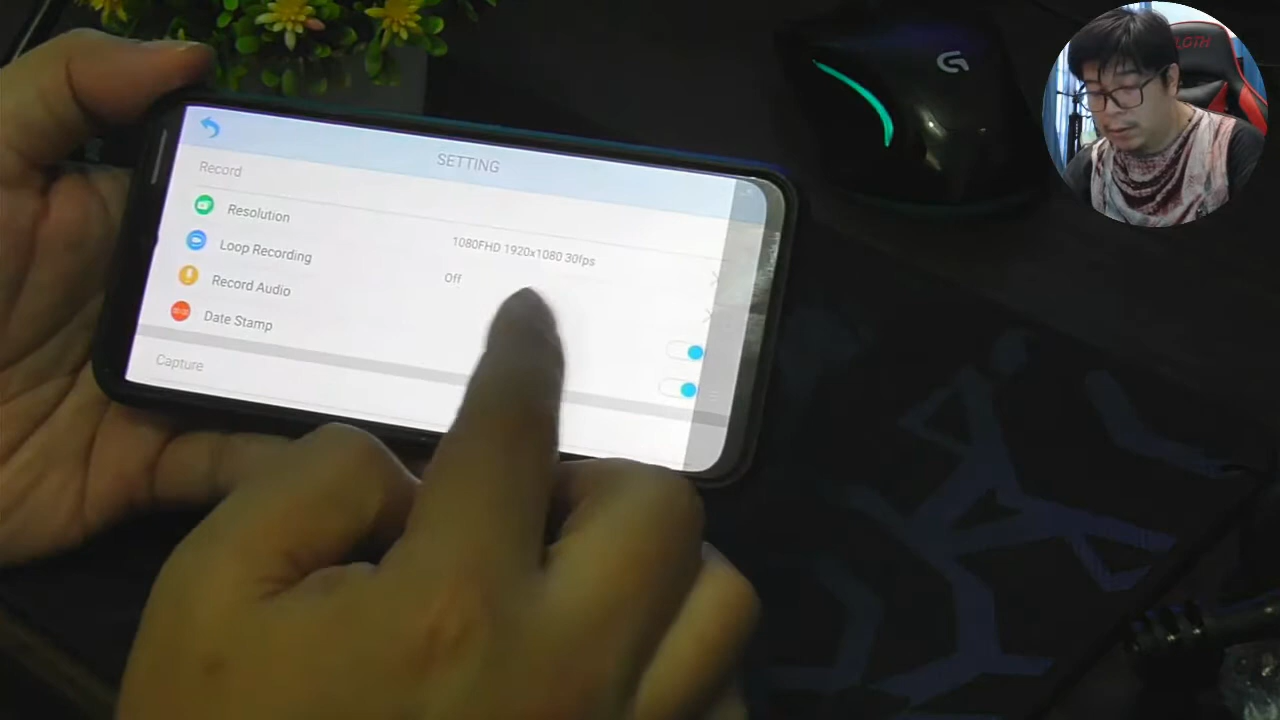 SETTING
Record
Resolution
1080FHD 1920x1080 30fps
Loop Recording
Off
Record Audio
Date Stamp
Capture